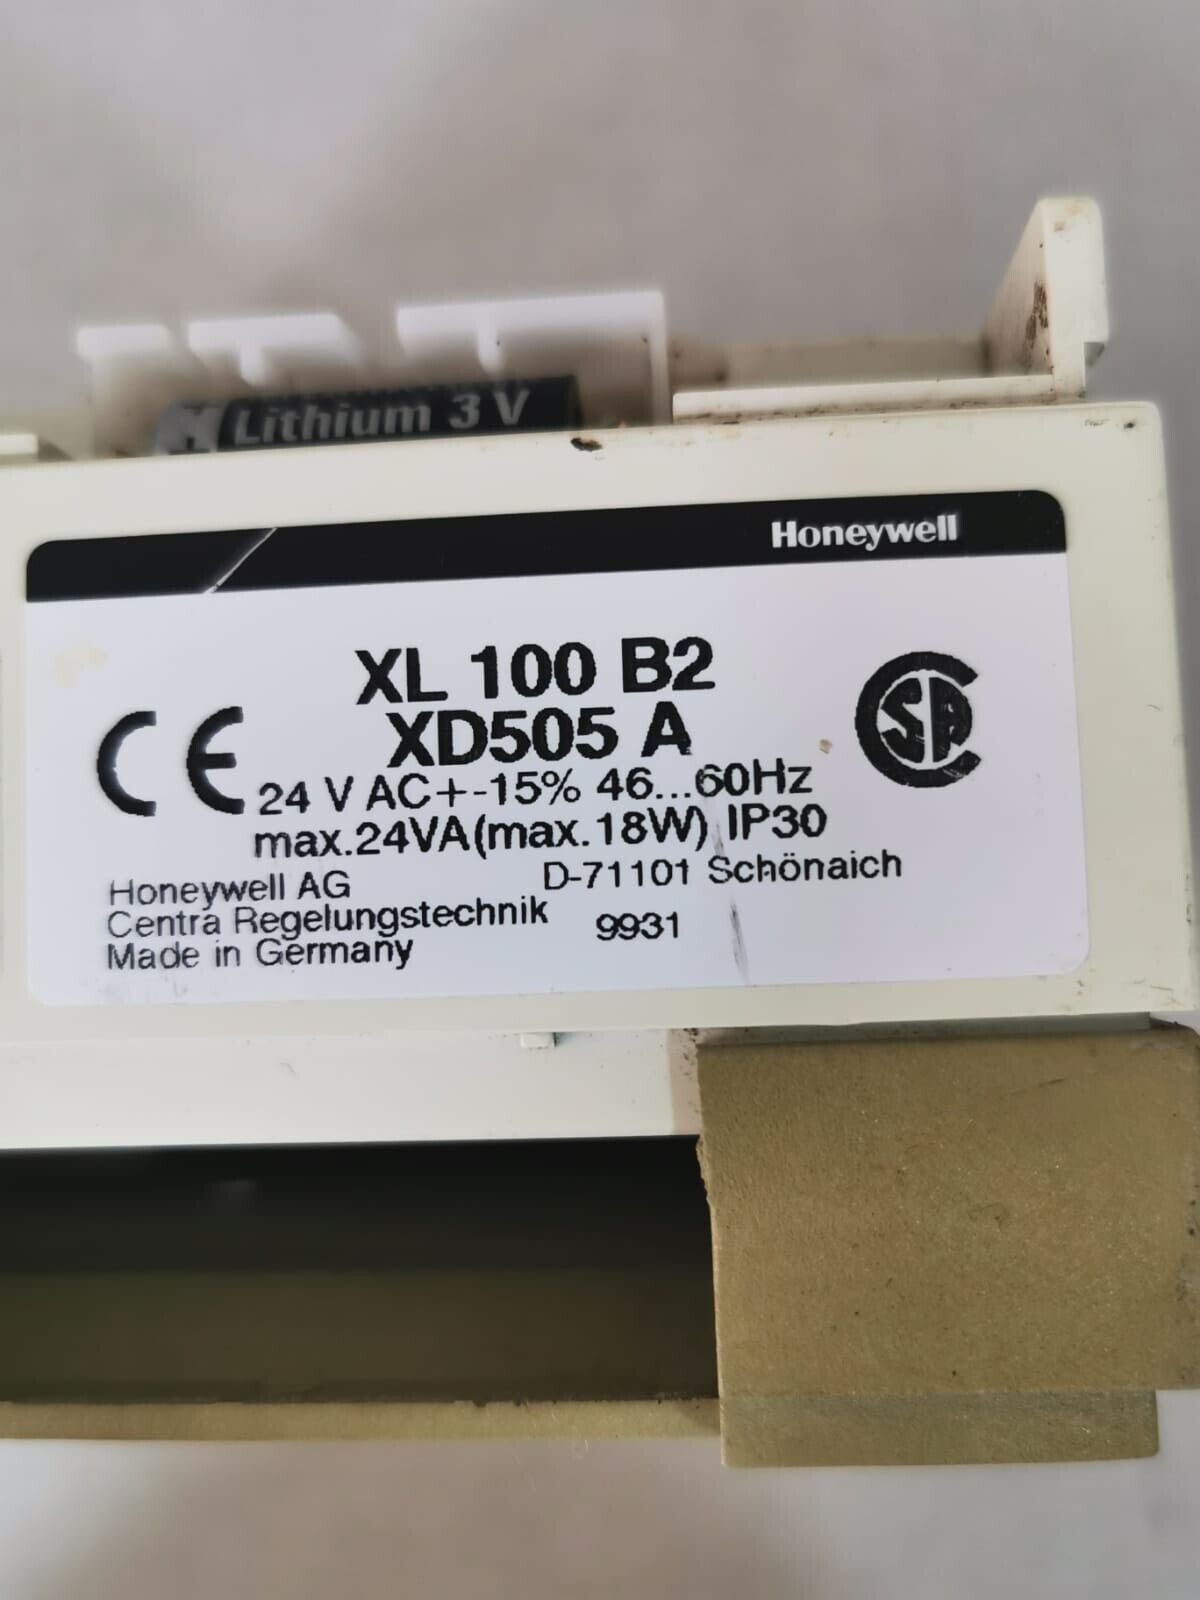 Lithium 3 V
Honeywell
XL 100 B2
XD505 A
CE
24 V AC+-15% 46...60Hz
max.24VA(max.18W) IP30
Honeywell AG D-71101 Schönaich
Centra Regelungstechnik 9931
Made in Germany